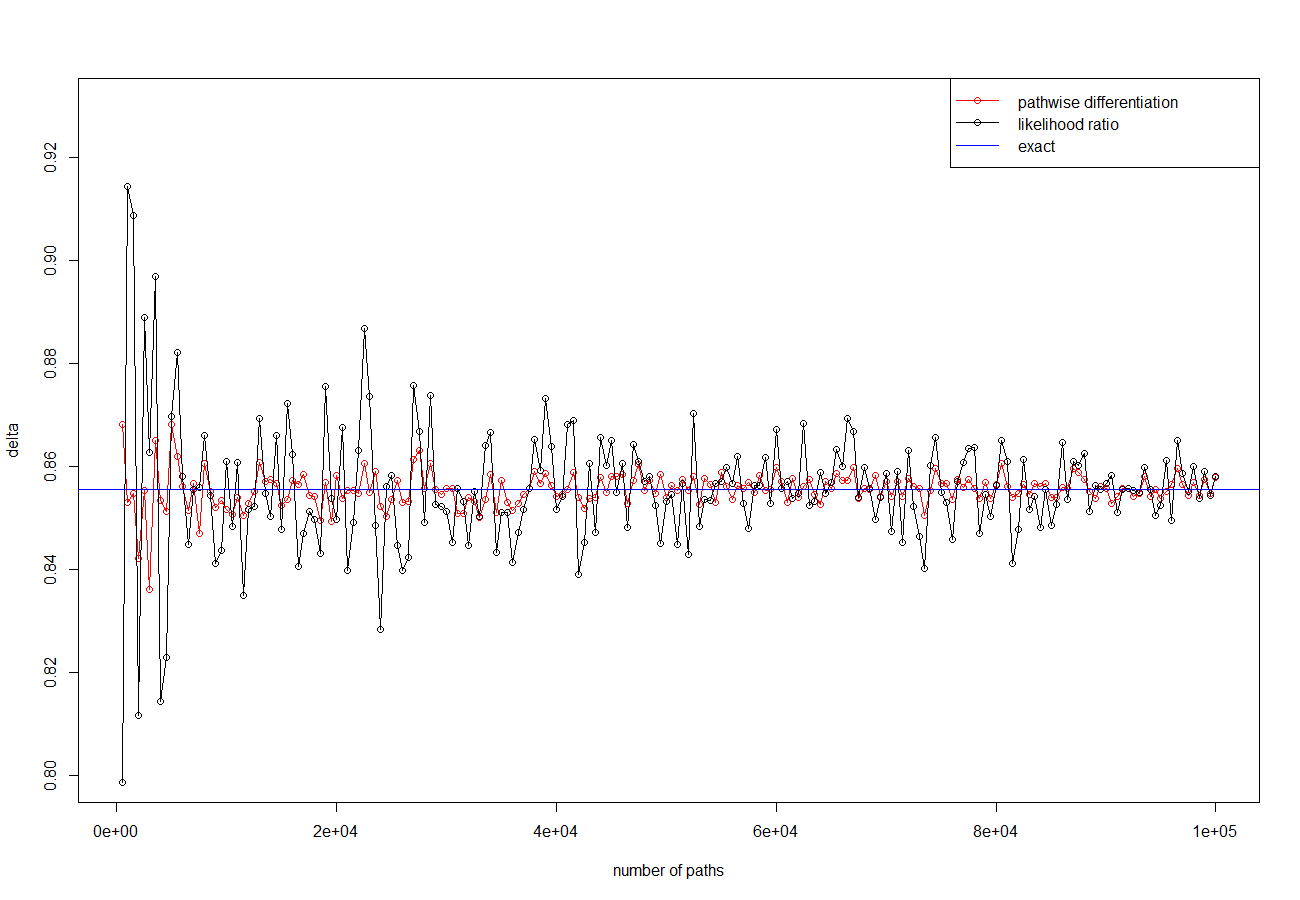 pathwise differentiation
likelihood ratio
exact
delta
0.92
0.90
0.88
0.86
0.84
0.82
0.80
0e+00 2e+04 4e+04 6e+04 8e+04 1e+05
number of paths